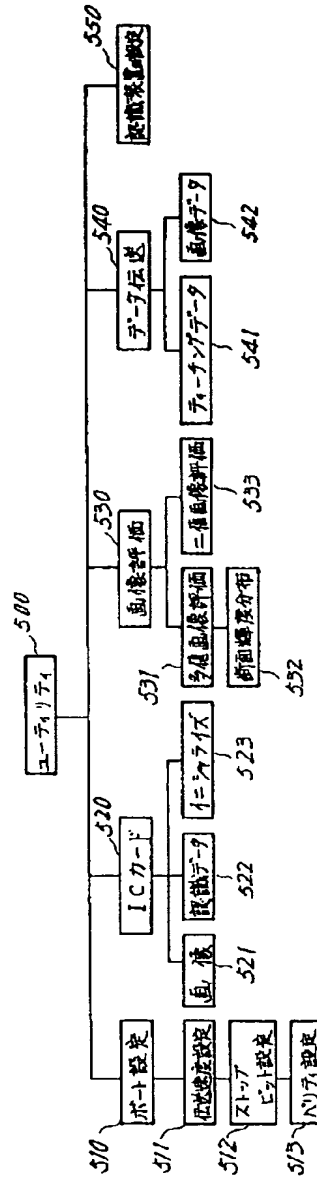 ユーティリティ
500
ポート設定
510
伝送速度設定
511
ストップ
ビット設定
512
パリティ設定
513
ICカード
520
画像
521
認識データ
522
イニシャライズ
523
画像評価
530
多値画像評価
531
断面輝度分布
532
二値画像評価
533
データ伝送
540
ティーチングデータ
541
画像データ
542
認識装置の設定
550